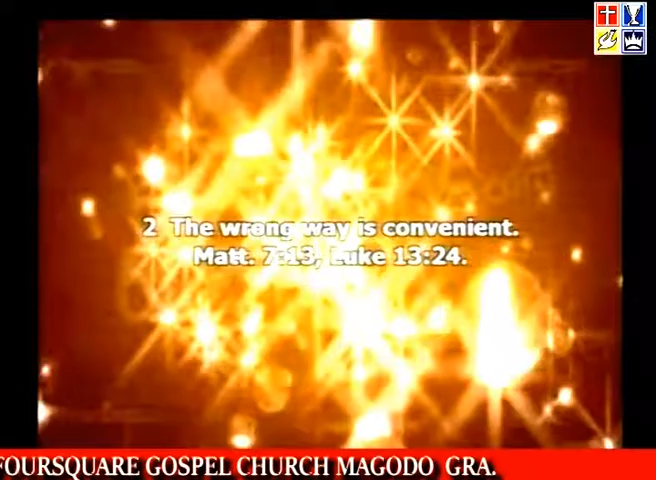 2 The wrong way is convenient.
Matt. 7:13, Luke 13:24.
FOURSQUARE GOSPEL CHURCH MAGODO GRA.